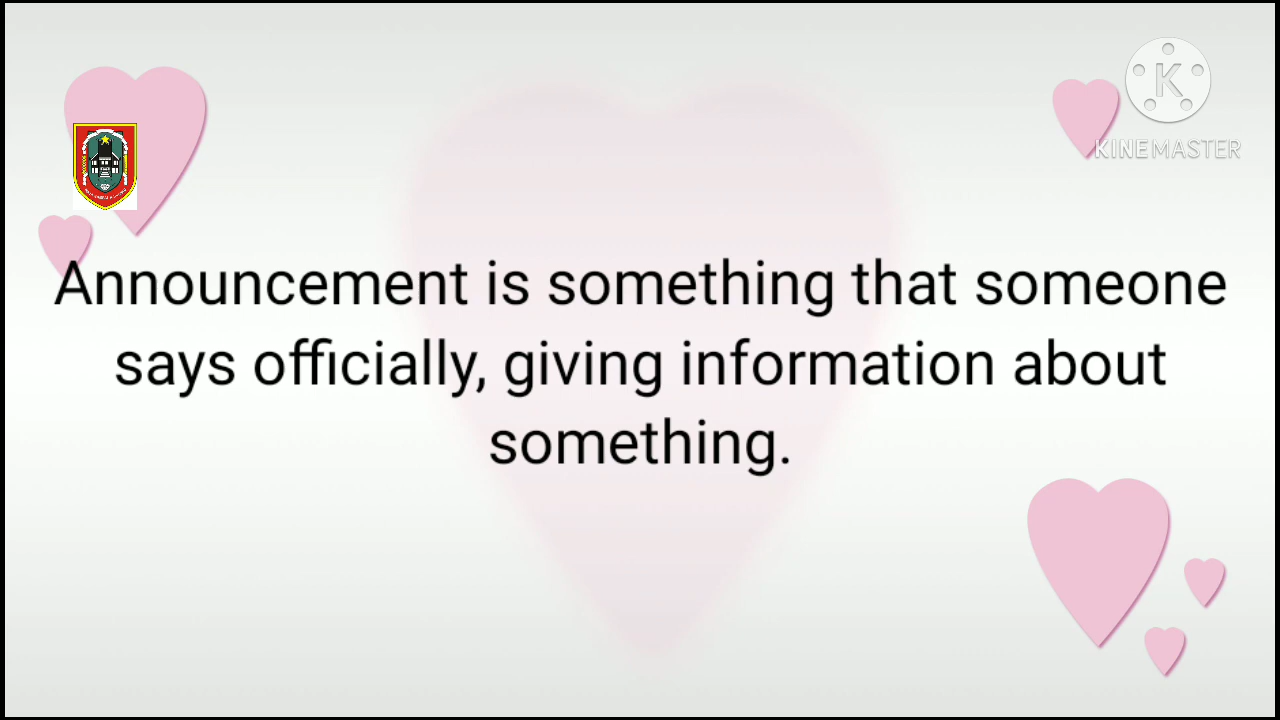 K
KINEMASTER
Announcement is something that someone
says officially, giving information about
something.